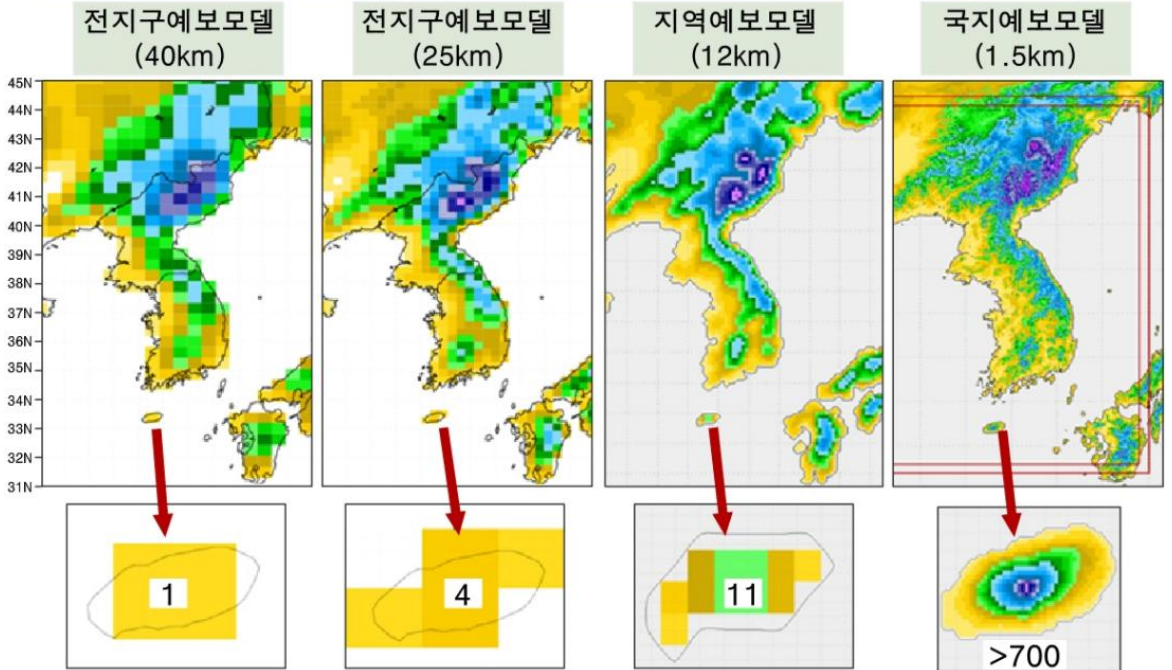 전지구예보모델
(40km)
전지구예보모델
(25km)
지역예보모델
(12km)
국지예보모델
(1.5km)
45N
44N
43N
42N
41N
40N
39N
38N
37N
36N
35N
34N
33N
32N
31N
1
4
11
>700